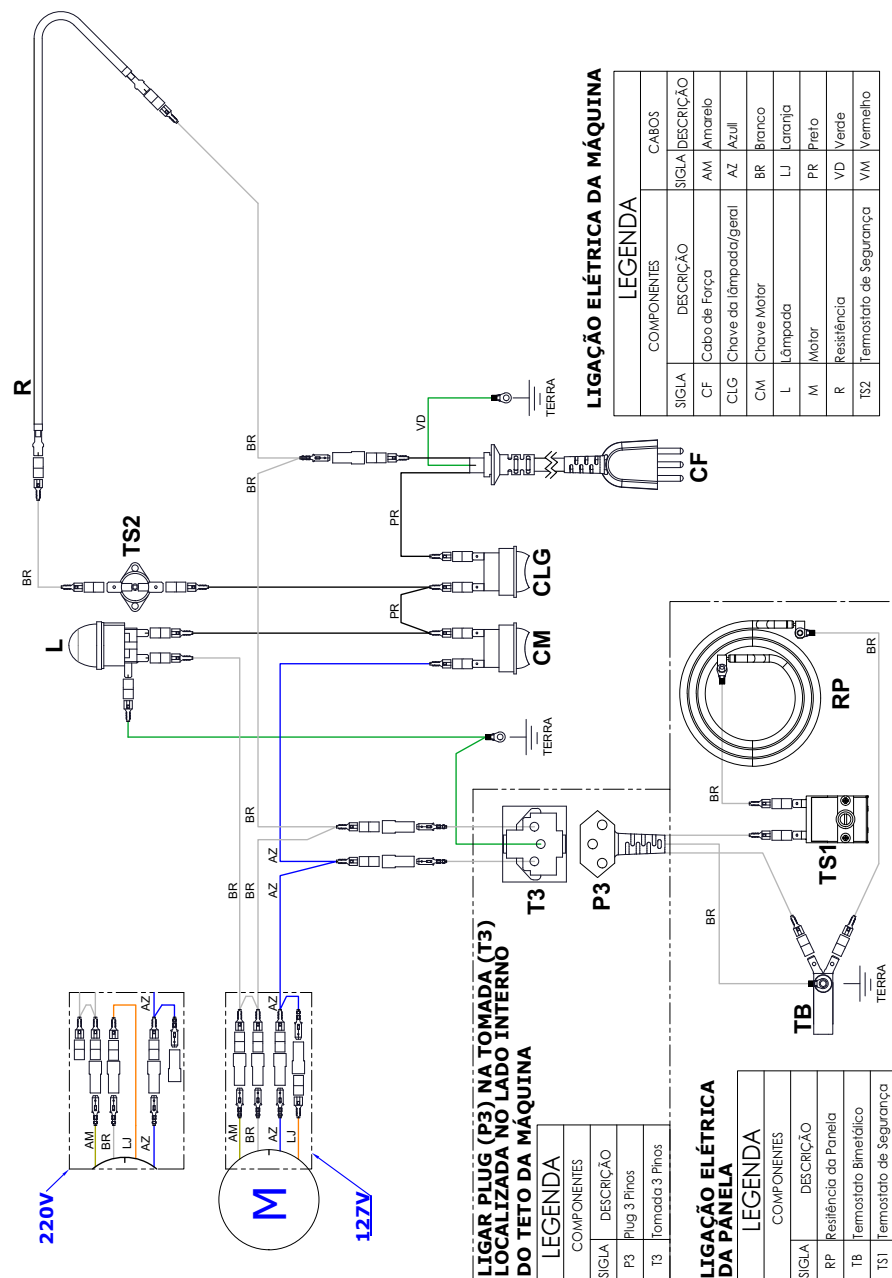 R
BR
TS2
L
BR
BR
VD
TERRA
PR
PR
CLG
CM
CF
TERRA
BR
BR
BR
AZ
AZ
T3
P3
RP
BR
BR
BR
TS1
TB
TERRA
220V
AM
BR
LJ
AZ
AZ
M
127V
AM
BR
AZ
LJ
AZ
LIGAÇÃO ELÉTRICA DA MÁQUINA
LEGENDA
COMPONENTES CABOS
SIGLA DESCRIÇÃO SIGLA DESCRIÇÃO
CF Cabo de Força AM Amarelo
CLG Chave da lâmpada/geral AZ Azull
CM Chave Motor BR Branco
L Lâmpada LJ Laranja
M Motor PR Preto
R Resistência VD Verde
TS2 Termostato de Segurança VM Vermelho
LIGAR PLUG (P3) NA TOMADA (T3)
LOCALIZADA NO LADO INTERNO
DO TETO DA MÁQUINA
LEGENDA
COMPONENTES
SIGLA DESCRIÇÃO
P3 Plug 3 Pinos
T3 Tomada 3 Pinos
LIGAÇÃO ELÉTRICA
DA PANELA
LEGENDA
COMPONENTES
SIGLA DESCRIÇÃO
RP Resitência da Panela
TB Termostato Bimetálico
TS1 Termostato de Segurança